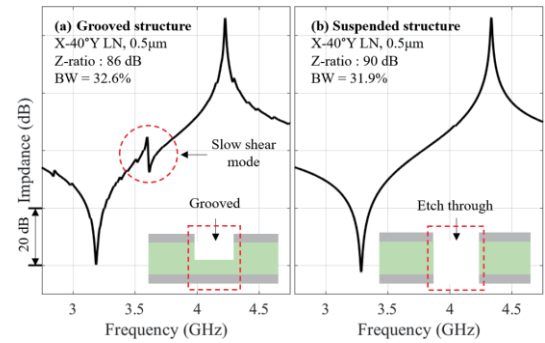 (a) Grooved structure
X-40°Y LN, 0.5μm
Z-ratio : 86 dB
BW = 32.6%
Slow shear
mode
Grooved
20 dB
Impdance (dB)
3
3.5
4
4.5
Frequency (GHz)
(b) Suspended structure
X-40°Y LN, 0.5μm
Z-ratio : 90 dB
BW = 31.9%
Etch through
3
3.5
4
4.5
Frequency (GHz)